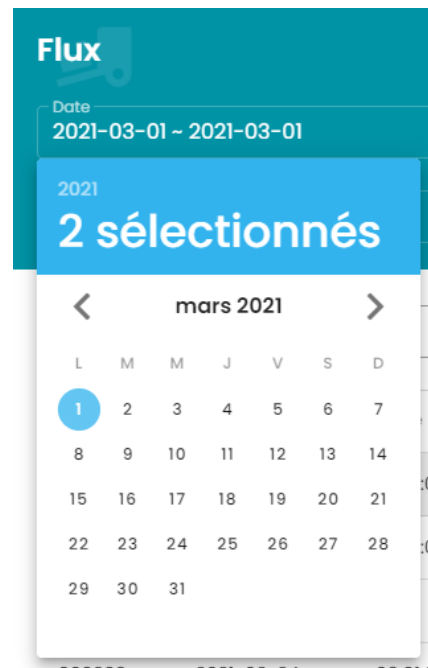 Flux
Date
2021-03-01 ~ 2021-03-01
2021
2 sélectionnés
mars 2021
L M M J V S D
1 2 3 4 5 6 7
8 9 10 11 12 13 14
15 16 17 18 19 20 21
22 23 24 25 26 27 28
29 30 31